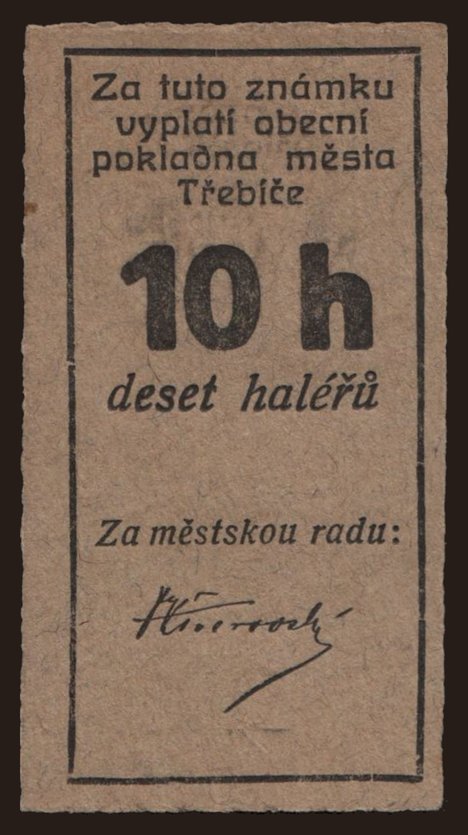 Za tuto známku
vyplatí obecní
pokladna města
Třebíče
10 h
deset haléřů
Za městskou radu: